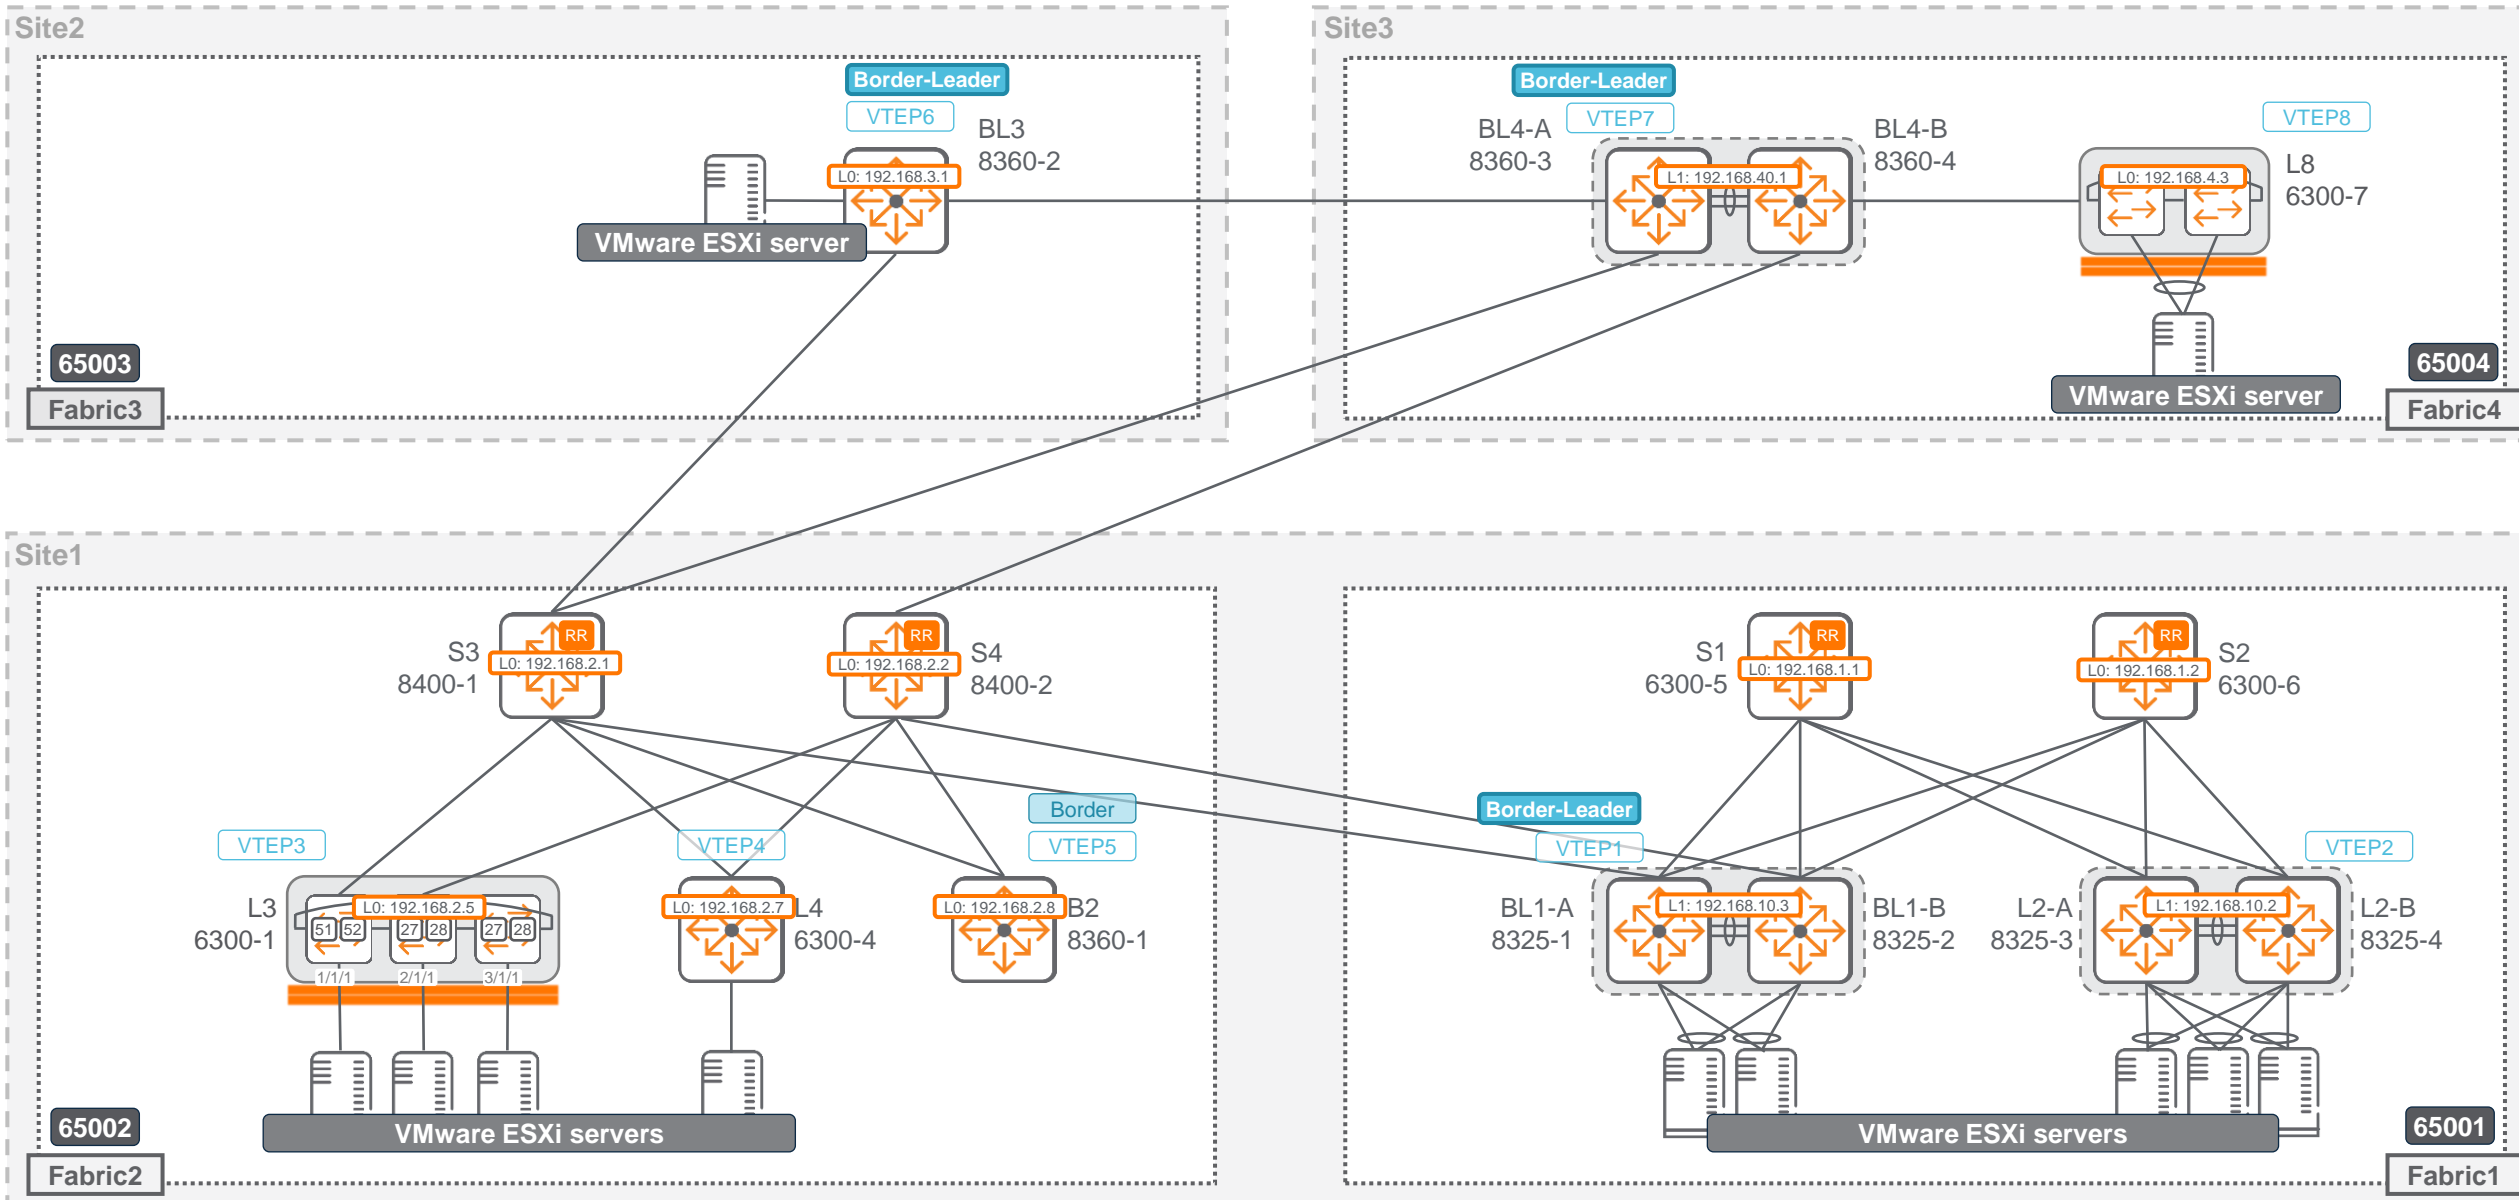 Site2
Border-Leader
VTEP6
BL3
8360-2
L0: 192.168.3.1
VMware ESXi server
65003
Fabric3
Site3
Border-Leader
VTEP7
BL4-A
8360-3
L1: 192.168.40.1
BL4-B
8360-4
VTEP8
L0: 192.168.4.3
L8
6300-7
VMware ESXi server
65004
Fabric4
Site1
S3
8400-1
RR
L0: 192.168.2.1
RR
L0: 192.168.2.2
S4
8400-2
Border
VTEP3
VTEP4
VTEP5
L3
6300-1
L0: 192.168.2.5
51
52
27
28
27
28
1/1/1
2/1/1
3/1/1
L0: 192.168.2.7
L4
6300-4
L0: 192.168.2.8
B2
8360-1
VMware ESXi servers
65002
Fabric2
S1
6300-5
RR
L0: 192.168.1.1
RR
L0: 192.168.1.2
S2
6300-6
Border-Leader
VTEP1
VTEP2
BL1-A
8325-1
L1: 192.168.10.3
BL1-B
8325-2
L2-A
8325-3
L1: 192.168.10.2
L2-B
8325-4
VMware ESXi servers
65001
Fabric1